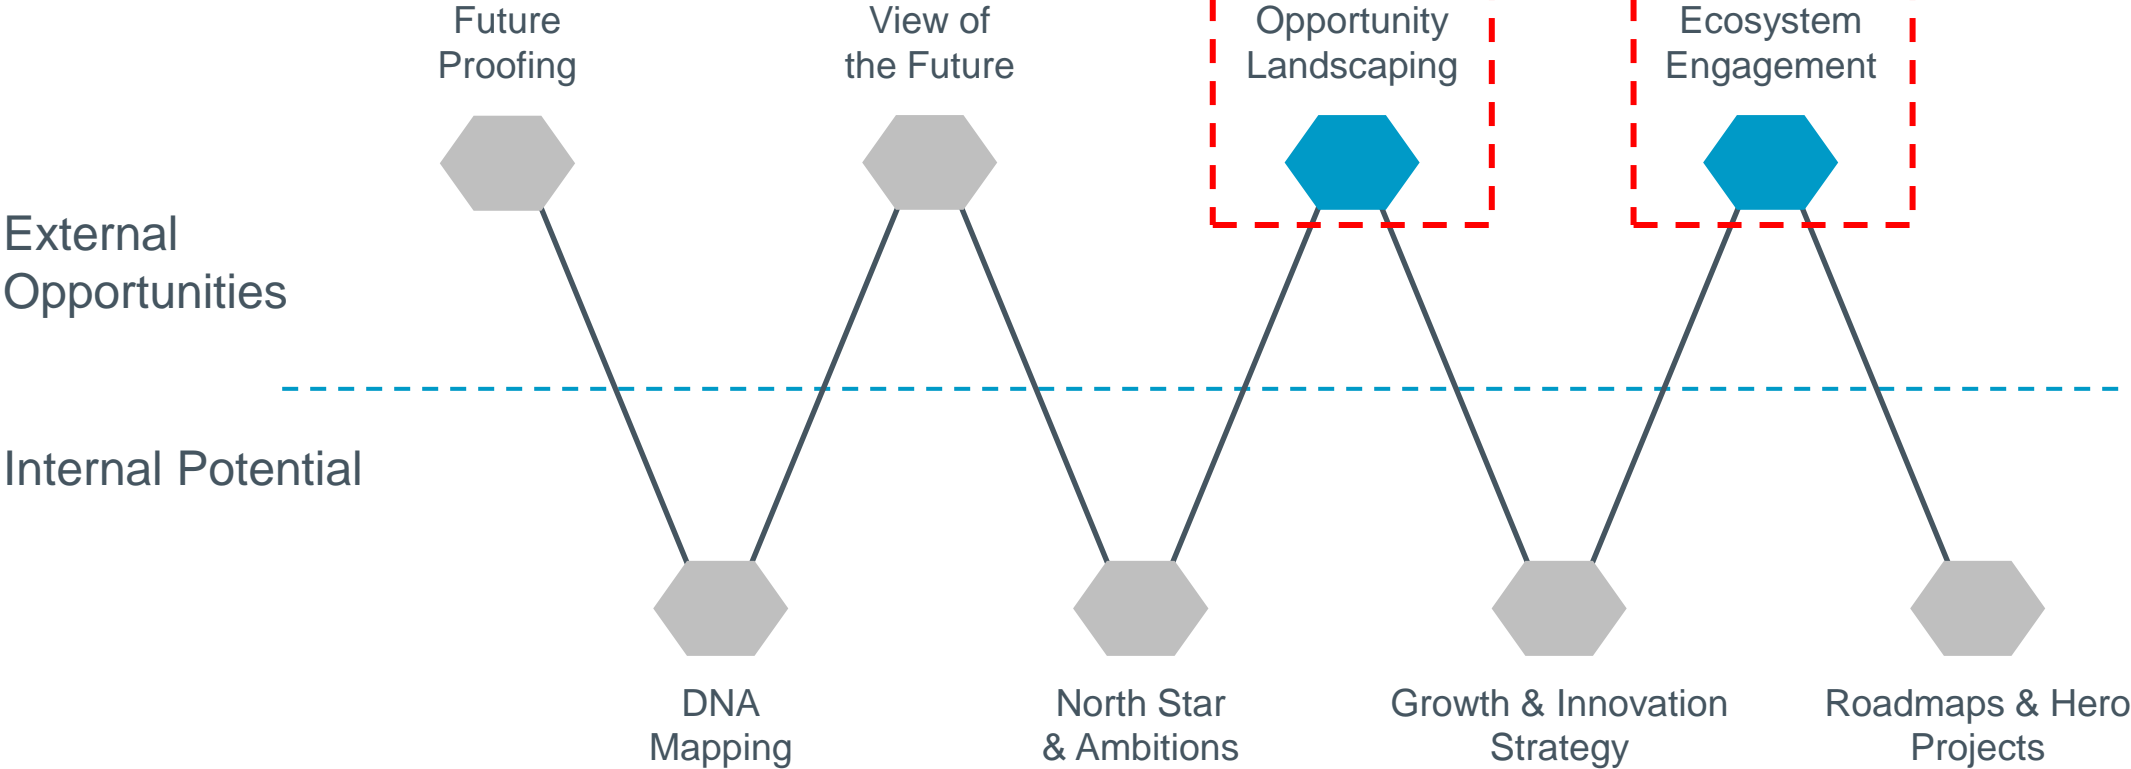 Future
Proofing
View of
the Future
Opportunity
Landscaping
Ecosystem
Engagement
External
Opportunities
Internal Potential
DNA
Mapping
North Star
& Ambitions
Growth & Innovation
Strategy
Roadmaps & Hero
Projects